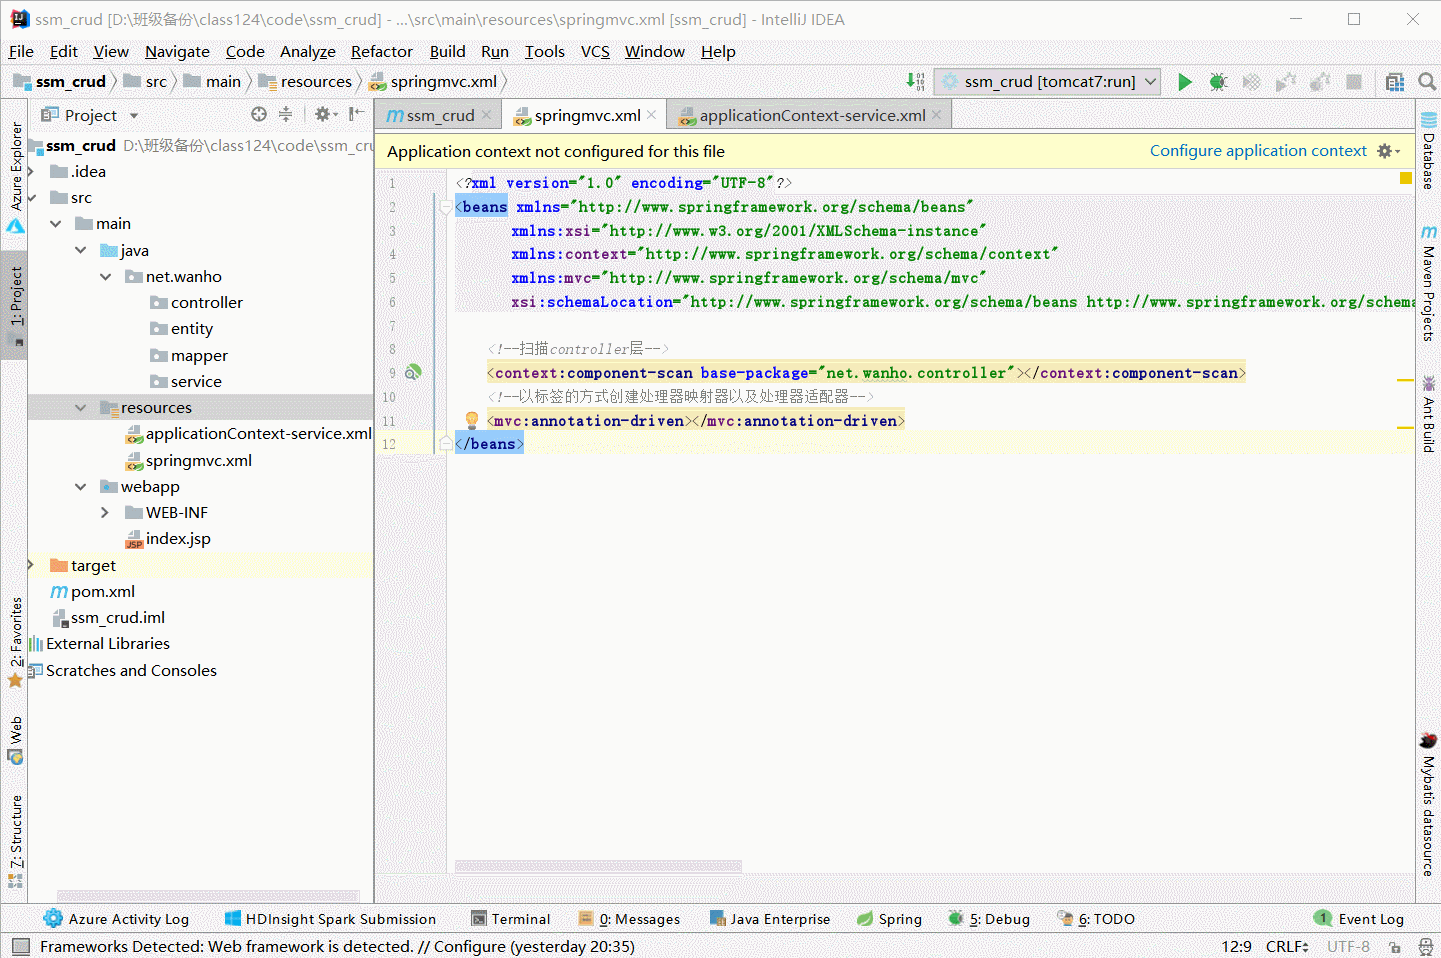 ssm_crud [D:\班级备份\class124\code\ssm_crud] - ...\src\main\resources\springmvc.xml [ssm_crud] - IntelliJ IDEA
File Edit View Navigate Code Analyze Refactor Build Run Tools VCS Window Help
ssm_crud src main resources springmvc.xml ssm_crud [tomcat7:run]
Project
ssm_crud springmvc.xml applicationContext-service.xml
Application context not configured for this file Configure application context
ssm_crud D:\班级备份\class124\code\ssm_cru
.idea
src
main
java
net.wanho
controller
entity
mapper
service
resources
applicationContext-service.xml
springmvc.xml
webapp
WEB-INF
index.jsp
target
pom.xml
ssm_crud.iml
External Libraries
Scratches and Consoles
1 <?xml version="1.0" encoding="UTF-8"?>
2 <beans xmlns="http://www.springframework.org/schema/beans"
3 xmlns:xsi="http://www.w3.org/2001/XMLSchema-instance"
4 xmlns:context="http://www.springframework.org/schema/context"
5 xmlns:mvc="http://www.springframework.org/schema/mvc"
6 xsi:schemaLocation="http://www.springframework.org/schema/beans http://www.springframework.org/schema
7
8 <!--扫描controller层-->
9 <context:component-scan base-package="net.wanho.controller"></context:component-scan>
10 <!--以标签的方式创建处理器映射器以及处理器适配器-->
11 <mvc:annotation-driven></mvc:annotation-driven>
12 </beans>
Azure Explorer
1: Project
2: Favorites
Web
7: Structure
Database
Maven Projects
Ant Build
Mybatis datasource
Azure Activity Log HDInsight Spark Submission Terminal 0: Messages Java Enterprise Spring 5: Debug 6: TODO 1 Event Log
Frameworks Detected: Web framework is detected. // Configure (yesterday 20:35) 12:9 CRLF UTF-8